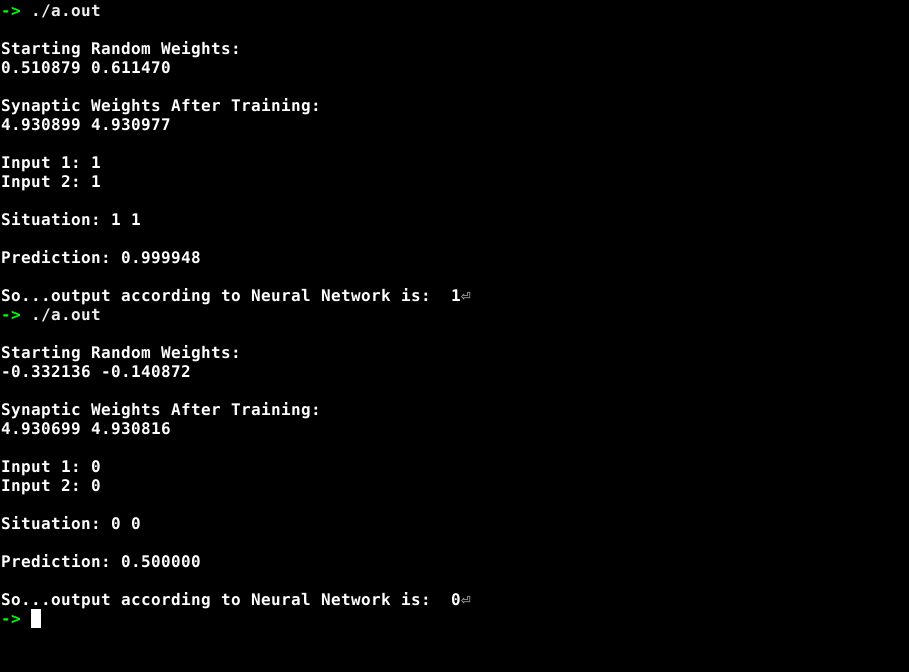 -> ./a.out
Starting Random Weights:
0.510879 0.611470
Synaptic Weights After Training:
4.930899 4.930977
Input 1: 1
Input 2: 1
Situation: 1 1
Prediction: 0.999948
So...output according to Neural Network is:  1⏎
-> ./a.out
Starting Random Weights:
-0.332136 -0.140872
Synaptic Weights After Training:
4.930699 4.930816
Input 1: 0
Input 2: 0
Situation: 0 0
Prediction: 0.500000
So...output according to Neural Network is:  0⏎
->